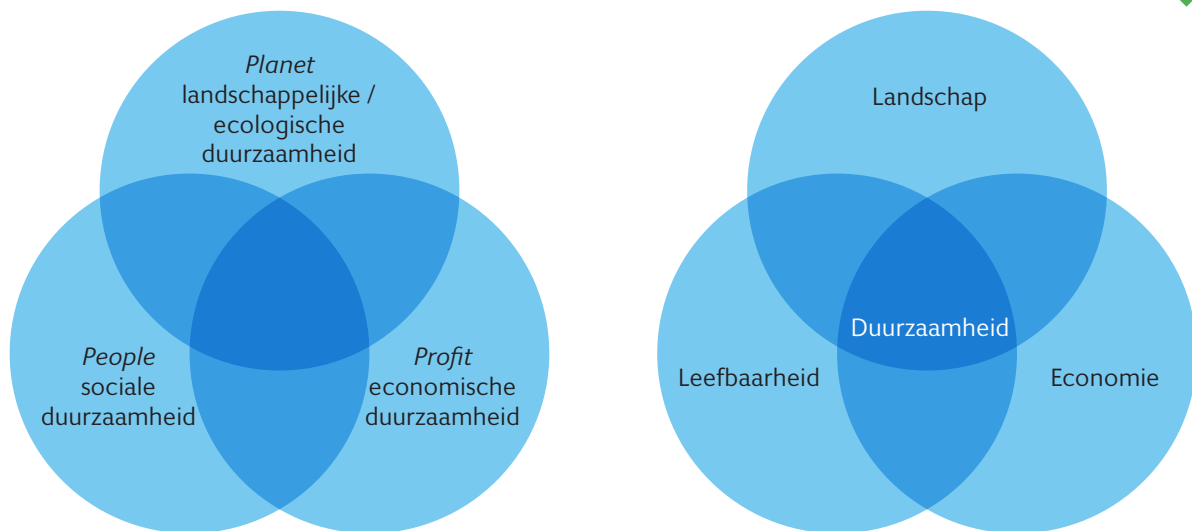 Planet
landschappelijke /
ecologische
duurzaamheid
People
sociale
duurzaamheid
Profit
economische
duurzaamheid
Landschap
Duurzaamheid
Leefbaarheid
Economie